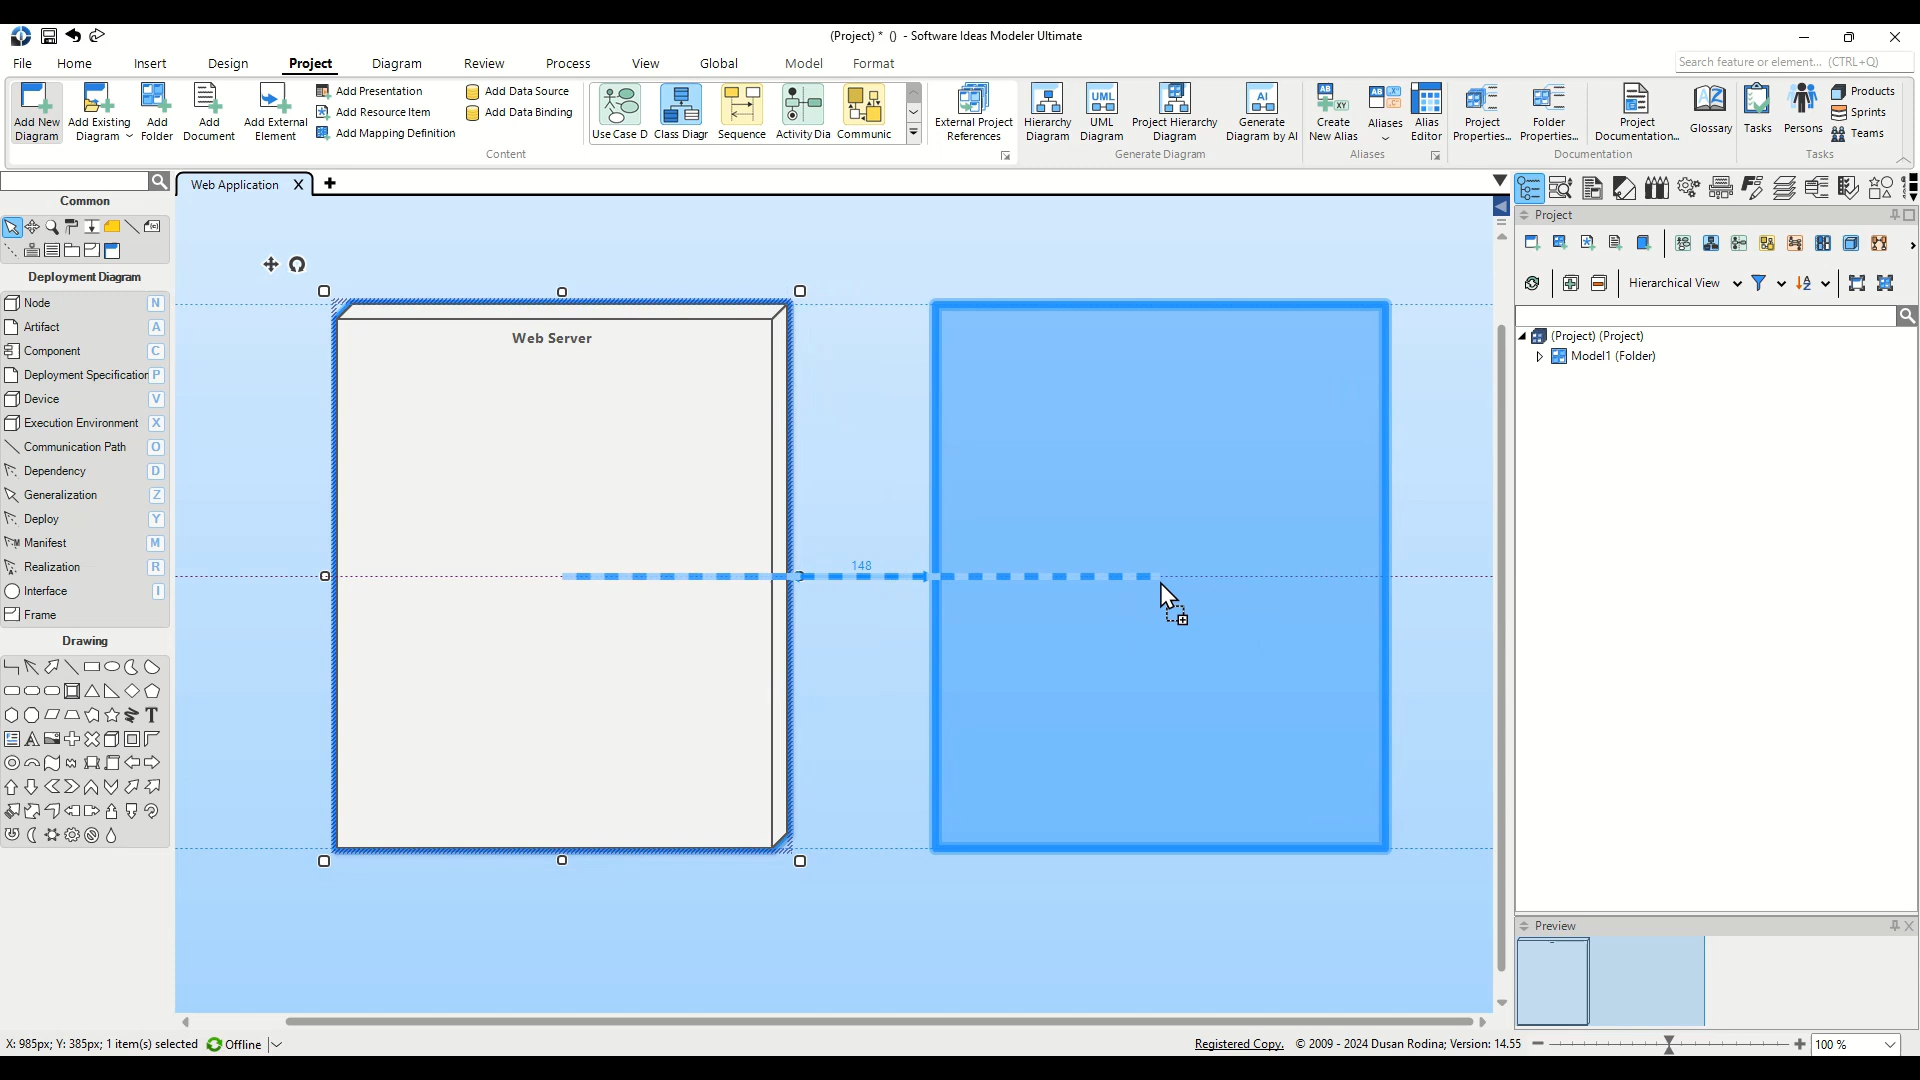 (Project) * () - Software Ideas Modeler Ultimate
File Home Insert Design Project Diagram Review Process View Global Model Format
Search feature or element... (CTRL+Q)
Add New Diagram
Add Existing Diagram
Add Folder
Add Document
Add External Element
Add Presentation
Add Resource Item
Add Mapping Definition
Add Data Source
Add Data Binding
Content
Use Case D
Class Diagr
Sequence
Activity Dia
Communic
External Project References
Hierarchy Diagram
UML Diagram
Project Hierarchy Diagram
Generate Diagram by AI
Generate Diagram
Create New Alias
Aliases
Alias Editor
Aliases
Project Properties...
Folder Properties...
Project Documentation...
Glossary
Documentation
Tasks
Persons
Products
Sprints
Teams
Tasks
Web Application
Common
Deployment Diagram
Node N
Artifact A
Component C
Deployment Specification P
Device V
Execution Environment X
Communication Path O
Dependency D
Generalization Z
Deploy Y
Manifest M
Realization R
Interface I
Frame
Drawing
Web Server
148
Project
Hierarchical View
(Project) (Project)
Model1 (Folder)
Preview
X: 985px; Y: 385px; 1 item(s) selected
Offline
Registered Copy. © 2009 - 2024 Dusan Rodina; Version: 14.55
100 %